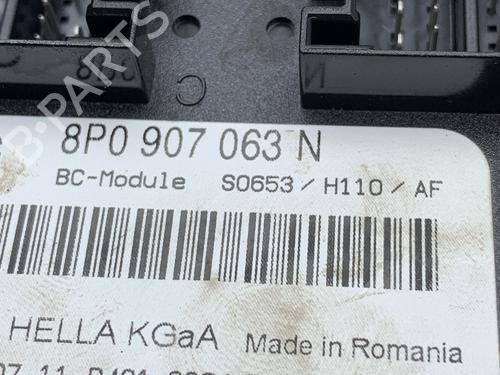 B-PARTS
C
N
8P0 907 063 N
BC-Module S0653 / H110 / AF
HELLA KGaA Made in Romania